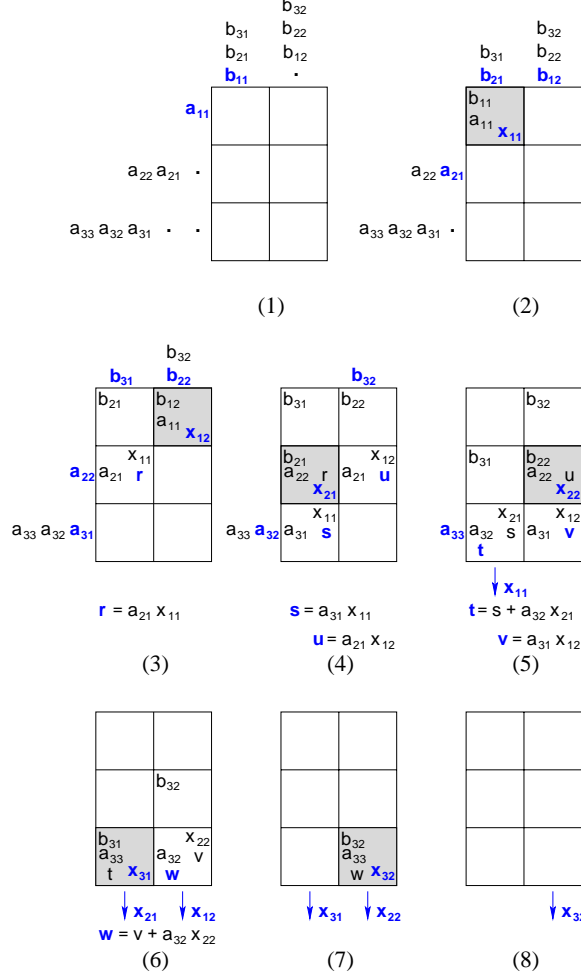 b32
b31 b22
b21 b12
b11 .
a11
a22 a21 .
a33 a32 a31 . .
(1)
b32
b31 b22
b21 b12
b11
a11 x11
a22 a21
a33 a32 a31 .
(2)
b32
b31 b22
b21 b12
a11 x12
x11
a22 a21 r
a33 a32 a31
r = a21 x11
(3)
b32
b31 b22
b21 x12
a22 r a21 u
x21
x11
a33 a32 a31 s
s = a31 x11
u = a21 x12
(4)
b32
b31 b22
a22 u
x22
x21 x12
a33 a32 s a31 v
t
x11
t = s + a32 x21
v = a31 x12
(5)
b32
b31 x22
a33 a32 v
t x31 w
x21 x12
w = v + a32 x22
(6)
b32
a33
w x32
x31 x22
(7)
x32
(8)